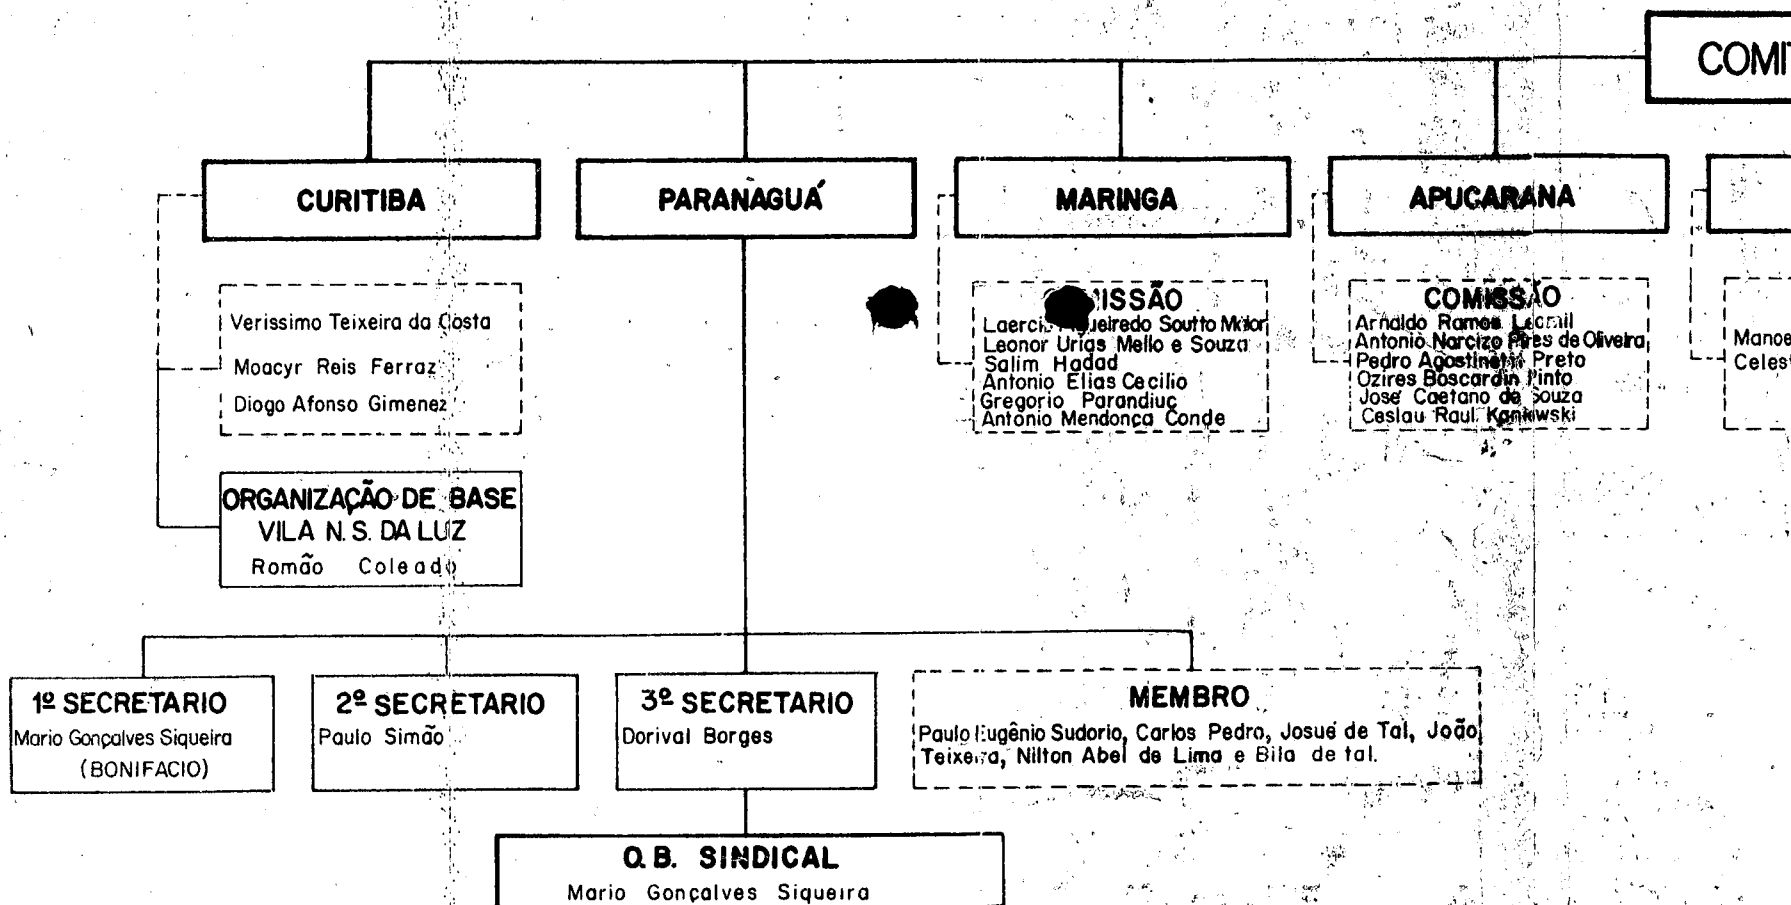 COMI
CURITIBA
PARANAGUÁ
MARINGA
APUCARANA
Verissimo Teixeira da Costa
Moacyr Reis Ferraz
Diogo Afonso Gimenez
ORGANIZAÇÃO DE BASE
VILA N. S. DA LUZ
Romão Coleado
Soutto Maior
Leonor Urias Mello e Souza
Salim Hadad
Antonio Elias Cecilio
Gregorio Parandiuc
Antonio Mendonça Conde
COMISSÃO
Arnaldo Ramos
Antonio Narcizo Pires de Oliveira
Pedro Preto
Ozires Boscardin Pinto
José Caetano de Souza
Ceslau Raul
Manoe
Celes
1º SECRETARIO
Mario Gonçalves Siqueira
(BONIFACIO)
2º SECRETARIO
Paulo Simão
3º SECRETARIO
Dorival Borges
MEMBRO
Paulo Eugênio Sudorio, Carlos Pedro, Josué de Tal, João
Teixeira, Nilton Abel de Lima e Bila de tal.
O.B. SINDICAL
Mario Gonçalves Siqueira